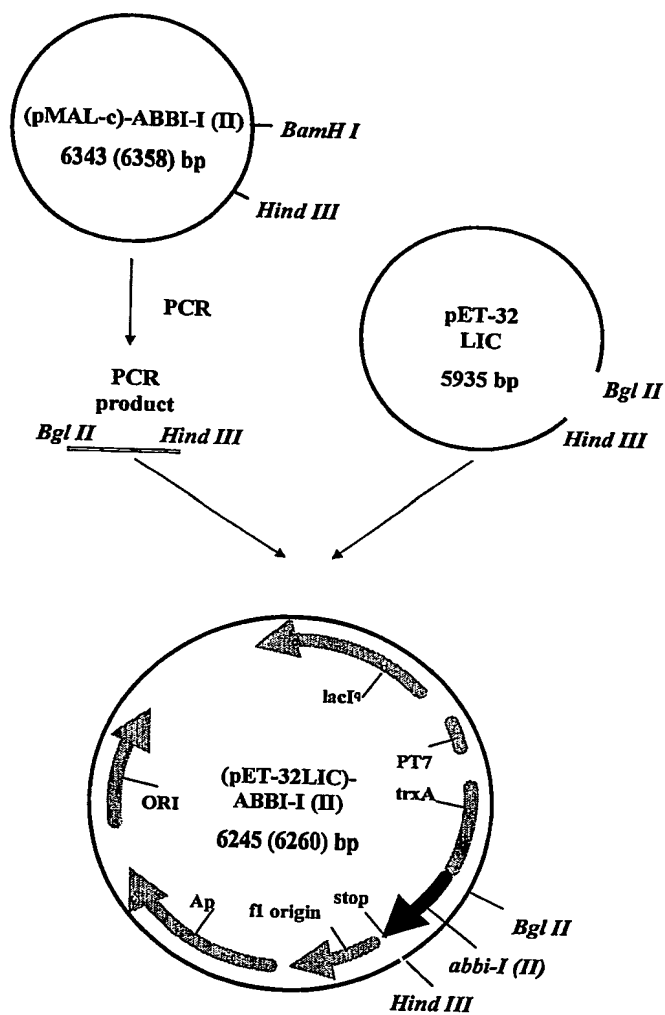 (pMAL-c)-ABBI-I (II)
6343 (6358) bp
BamH I
Hind III
PCR
PCR
product
Bgl II
Hind III
pET-32
LIC
5935 bp
Bgl II
Hind III
lacIq
PT7
trxA
(pET-32LIC)-
ABBI-I (II)
6245 (6260) bp
ORI
Ap
f1 origin
stop
Bgl II
abbi-I (II)
Hind III